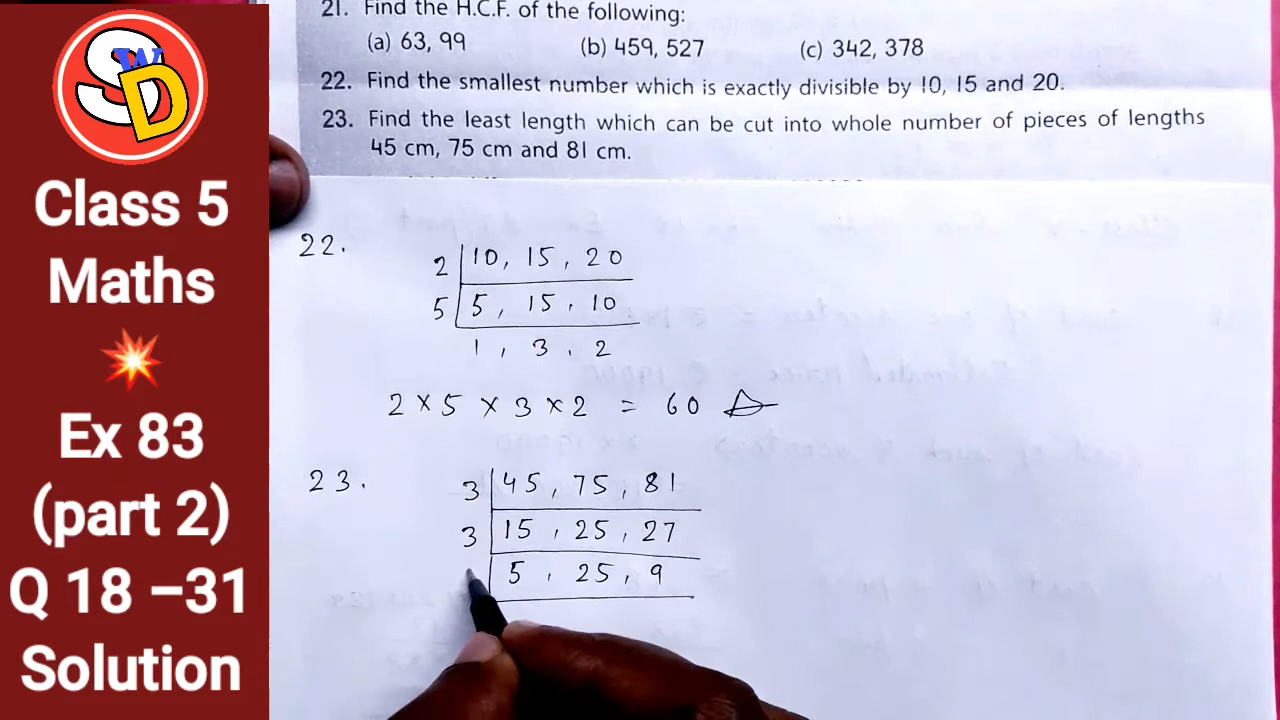 SWD
Class 5
Maths
Ex 83
(part 2)
Q 18 –31
Solution
21. Find the H.C.F. of the following:
(a) 63, 99 (b) 459, 527 (c) 342, 378
22. Find the smallest number which is exactly divisible by 10, 15 and 20.
23. Find the least length which can be cut into whole number of pieces of lengths
45 cm, 75 cm and 81 cm.
22.
2 | 10, 15, 20
5 | 5, 15, 10
1, 3, 2
2 × 5 × 3 × 2 = 60
23.
3 | 45, 75, 81
3 | 15, 25, 27
5, 25, 9